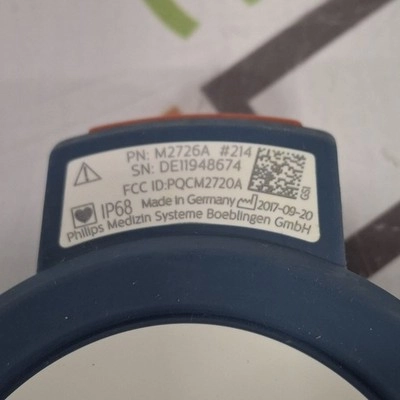 PN: M2726A #214
SN: DE11948674
FCC ID:PQCM2720A
IP68 Made in Germany 2017-09-20
Philips Medizin Systeme Boeblingen GmbH
GSI